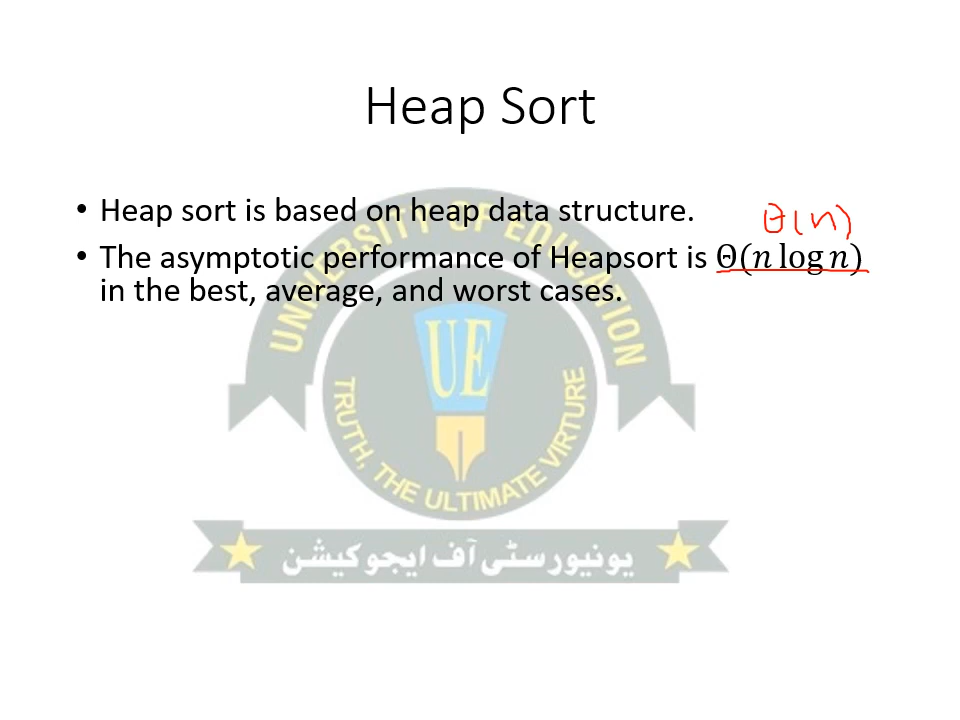 Heap Sort
• Heap sort is based on heap data structure.
θ(n)
• The asymptotic performance of Heapsort is Θ(n log n)
in the best, average, and worst cases.
UNIVERSITY OF EDUCATION
UE
TRUTH, THE ULTIMATE VIRTURE
یونیورسٹی آف ایجوکیشن